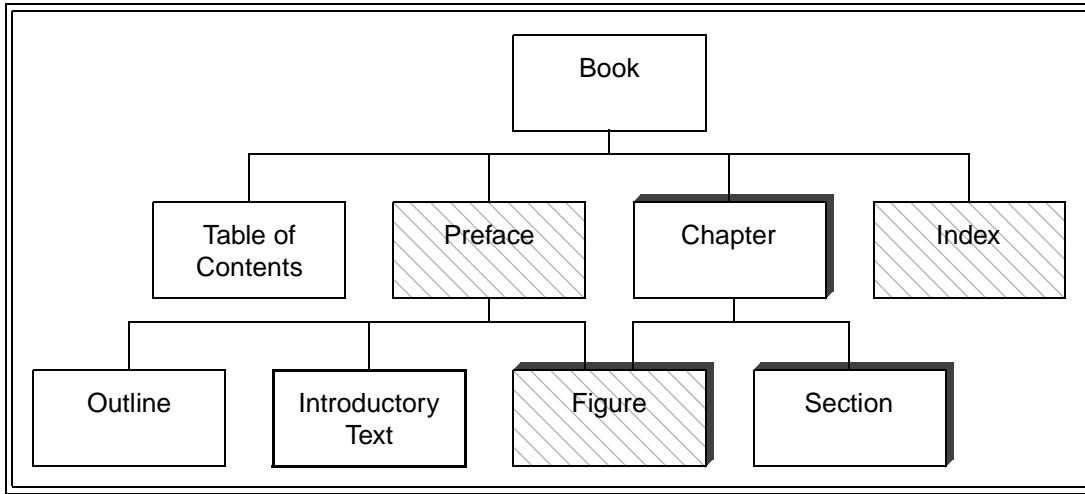 Book
Table of
Contents
Preface
Chapter
Index
Outline
Introductory
Text
Figure
Section